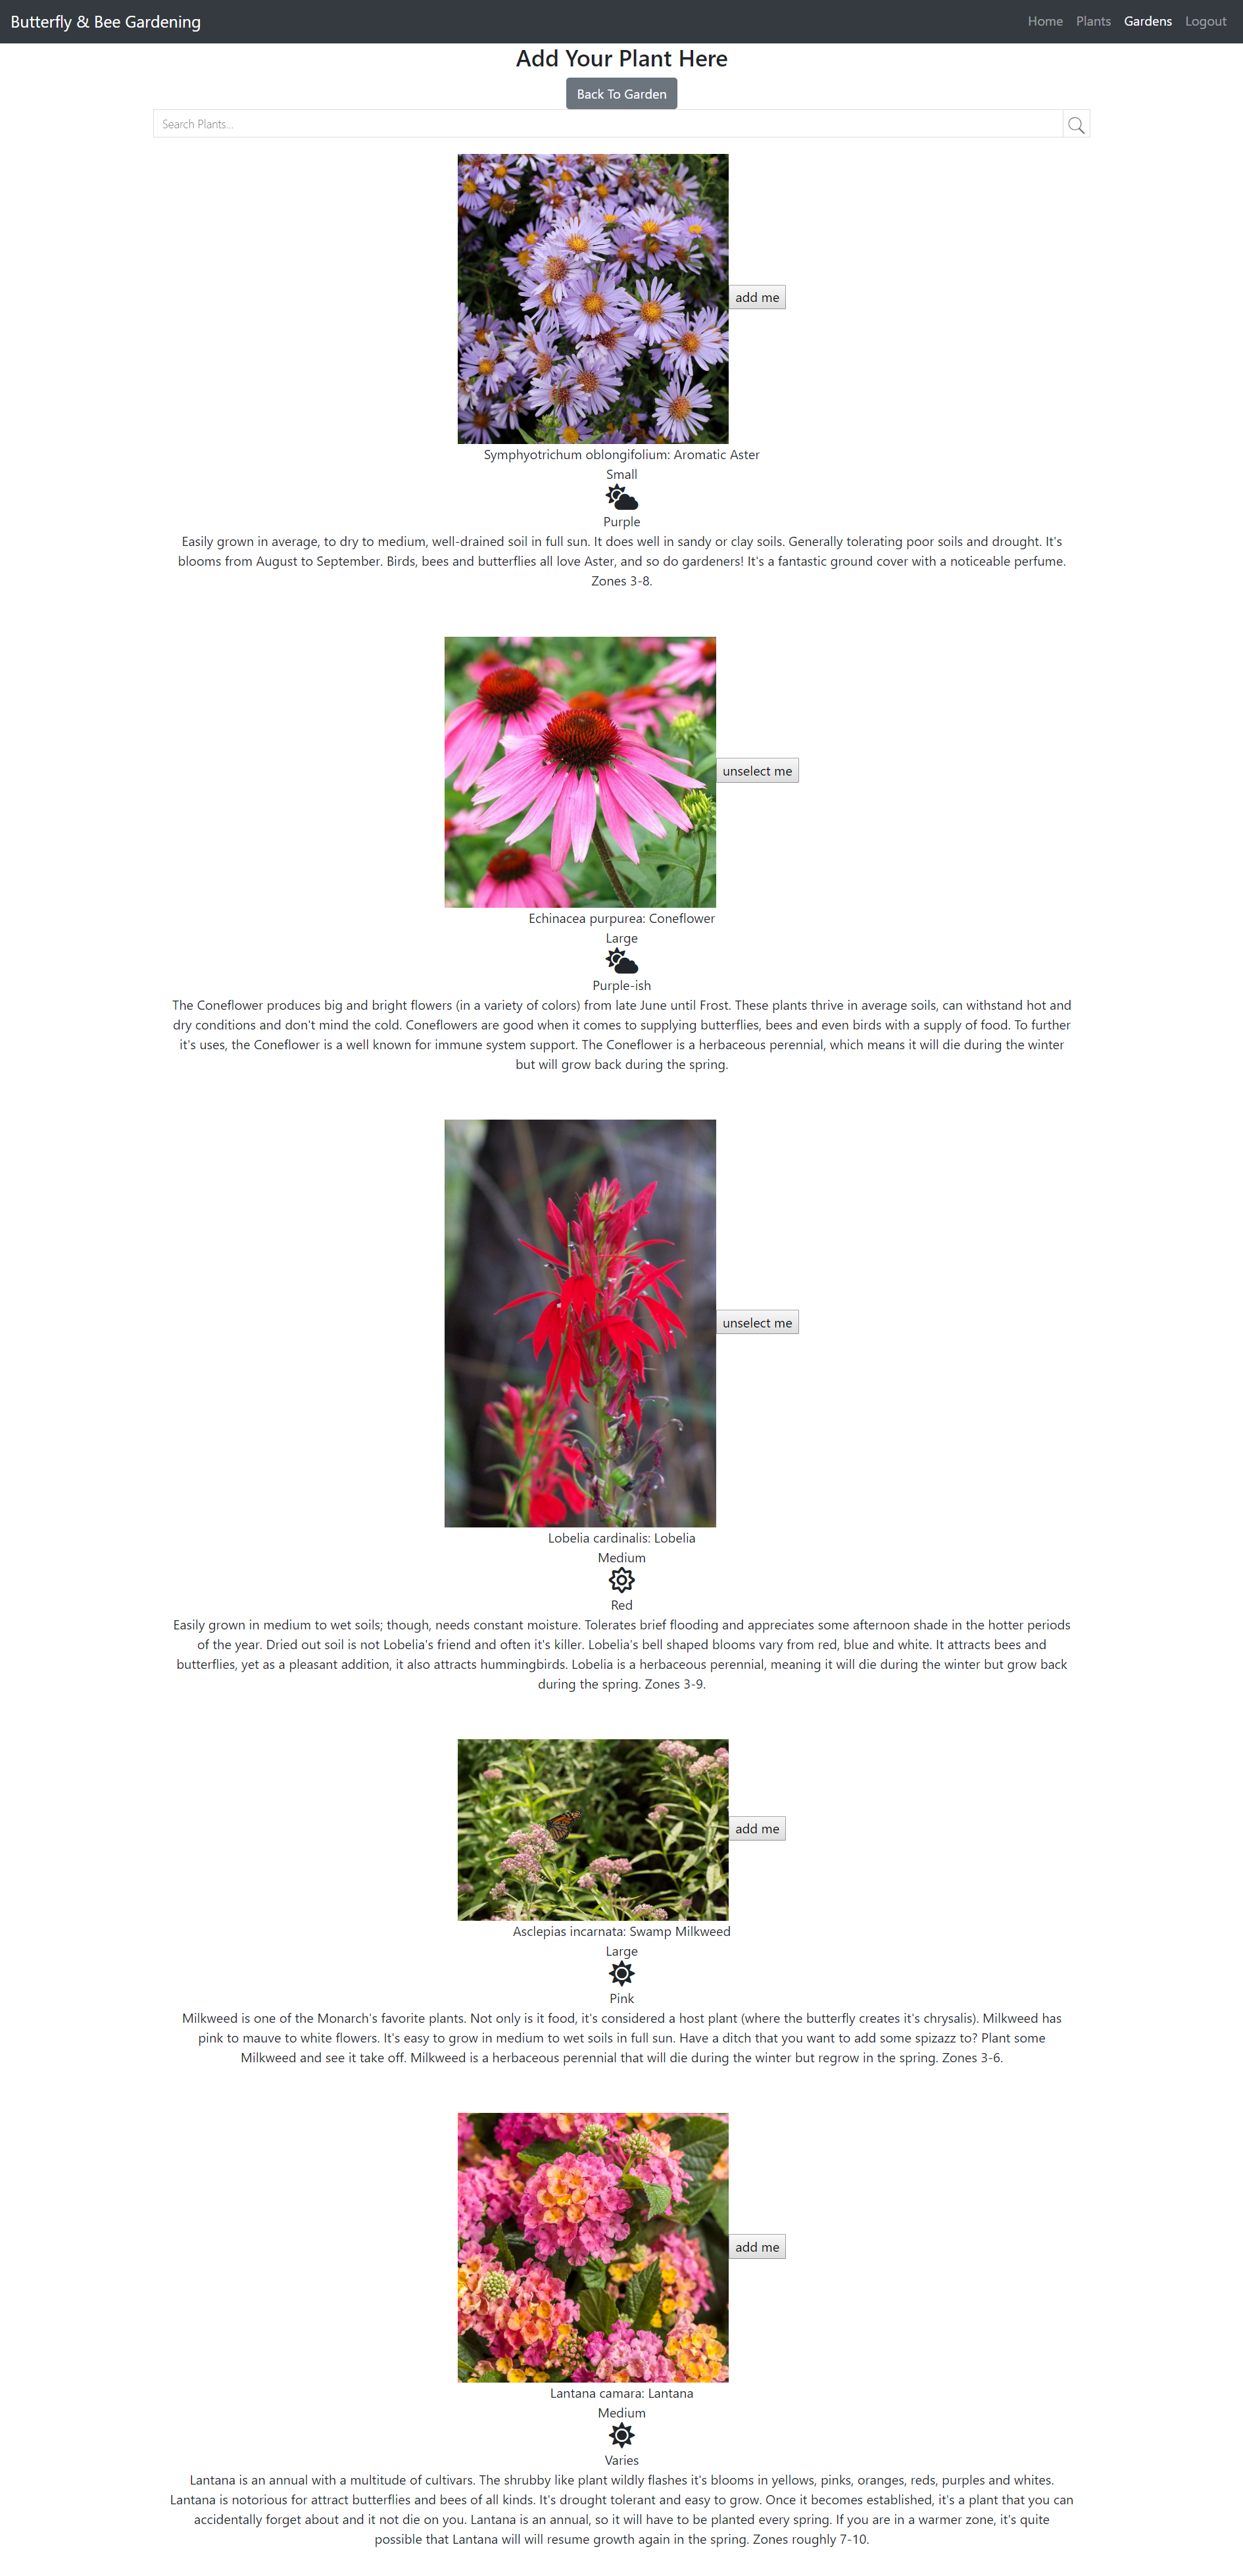 Butterfly & Bee Gardening
Home Plants Gardens Logout
Add Your Plant Here
Back To Garden
Search Plants...
add me
Symphyotrichum oblongifolium: Aromatic Aster
Small
Purple
Easily grown in average, to dry to medium, well-drained soil in full sun. It does well in sandy or clay soils. Generally tolerating poor soils and drought. It's
blooms from August to September. Birds, bees and butterflies all love Aster, and so do gardeners! It's a fantastic ground cover with a noticeable perfume.
Zones 3-8.
unselect me
Echinacea purpurea: Coneflower
Large
Purple-ish
The Coneflower produces big and bright flowers (in a variety of colors) from late June until Frost. These plants thrive in average soils, can withstand hot and
dry conditions and don't mind the cold. Coneflowers are good when it comes to supplying butterflies, bees and even birds with a supply of food. To further
it's uses, the Coneflower is a well known for immune system support. The Coneflower is a herbaceous perennial, which means it will die during the winter
but will grow back during the spring.
unselect me
Lobelia cardinalis: Lobelia
Medium
Red
Easily grown in medium to wet soils; though, needs constant moisture. Tolerates brief flooding and appreciates some afternoon shade in the hotter periods
of the year. Dried out soil is not Lobelia's friend and often it's killer. Lobelia's bell shaped blooms vary from red, blue and white. It attracts bees and
butterflies, yet as a pleasant addition, it also attracts hummingbirds. Lobelia is a herbaceous perennial, meaning it will die during the winter but grow back
during the spring. Zones 3-9.
add me
Asclepias incarnata: Swamp Milkweed
Large
Pink
Milkweed is one of the Monarch's favorite plants. Not only is it food, it's considered a host plant (where the butterfly creates it's chrysalis). Milkweed has
pink to mauve to white flowers. It's easy to grow in medium to wet soils in full sun. Have a ditch that you want to add some spizazz to? Plant some
Milkweed and see it take off. Milkweed is a herbaceous perennial that will die during the winter but regrow in the spring. Zones 3-6.
add me
Lantana camara: Lantana
Medium
Varies
Lantana is an annual with a multitude of cultivars. The shrubby like plant wildly flashes it's blooms in yellows, pinks, oranges, reds, purples and whites.
Lantana is notorious for attract butterflies and bees of all kinds. It's drought tolerant and easy to grow. Once it becomes established, it's a plant that you can
accidentally forget about and it not die on you. Lantana is an annual, so it will have to be planted every spring. If you are in a warmer zone, it's quite
possible that Lantana will will resume growth again in the spring. Zones roughly 7-10.